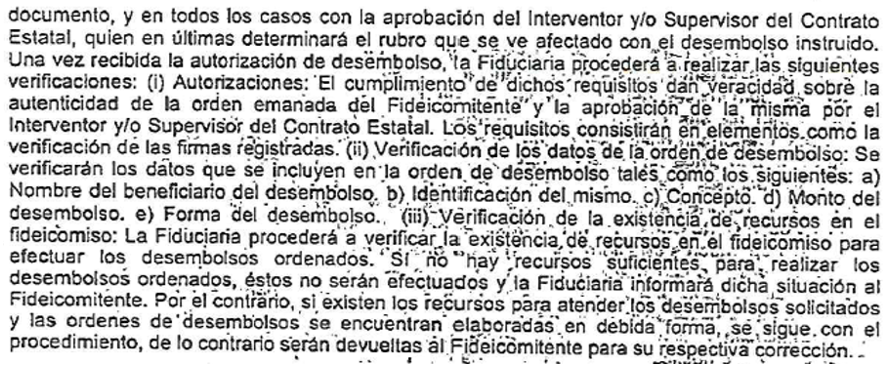 documento, y en todos los casos con la aprobación del Interventor y/o Supervisor del Contrato
Estatal, quien en últimas determinará el rubro que se ve afectado con el desembolso instruido.
Una vez recibida la autorización de desembolso, la Fiduciaria procederá a realizar las siguientes
verificaciones: (i) Autorizaciones: El cumplimiento de dichos requisitos dan veracidad sobre la
autenticidad de la orden emanada del Fideicomitente y la aprobación de la misma por el
Interventor y/o Supervisor del Contrato Estatal. Los requisitos consistirán en elementos como la
verificación de las firmas registradas. (ii) Verificación de los datos de la orden de desembolso: Se
verificarán los datos que se incluyen en la orden de desembolso tales como los siguientes: a)
Nombre del beneficiario del desembolso. b) Identificación del mismo. c) Concepto. d) Monto del
desembolso. e) Forma del desembolso. (iii) Verificación de la existencia de recursos en el
fideicomiso: La Fiduciaria procederá a verificar la existencia de recursos en el fideicomiso para
efectuar los desembolsos ordenados. Si no hay recursos suficientes para realizar los
desembolsos ordenados, éstos no serán efectuados y la Fiduciaria informará dicha situación al
Fideicomitente. Por el contrario, si existen los recursos para atender los desembolsos solicitados
y las ordenes de desembolsos se encuentran elaboradas en debida forma, se sigue con el
procedimiento, de lo contrario serán devueltas al Fideicomitente para su respectiva corrección.